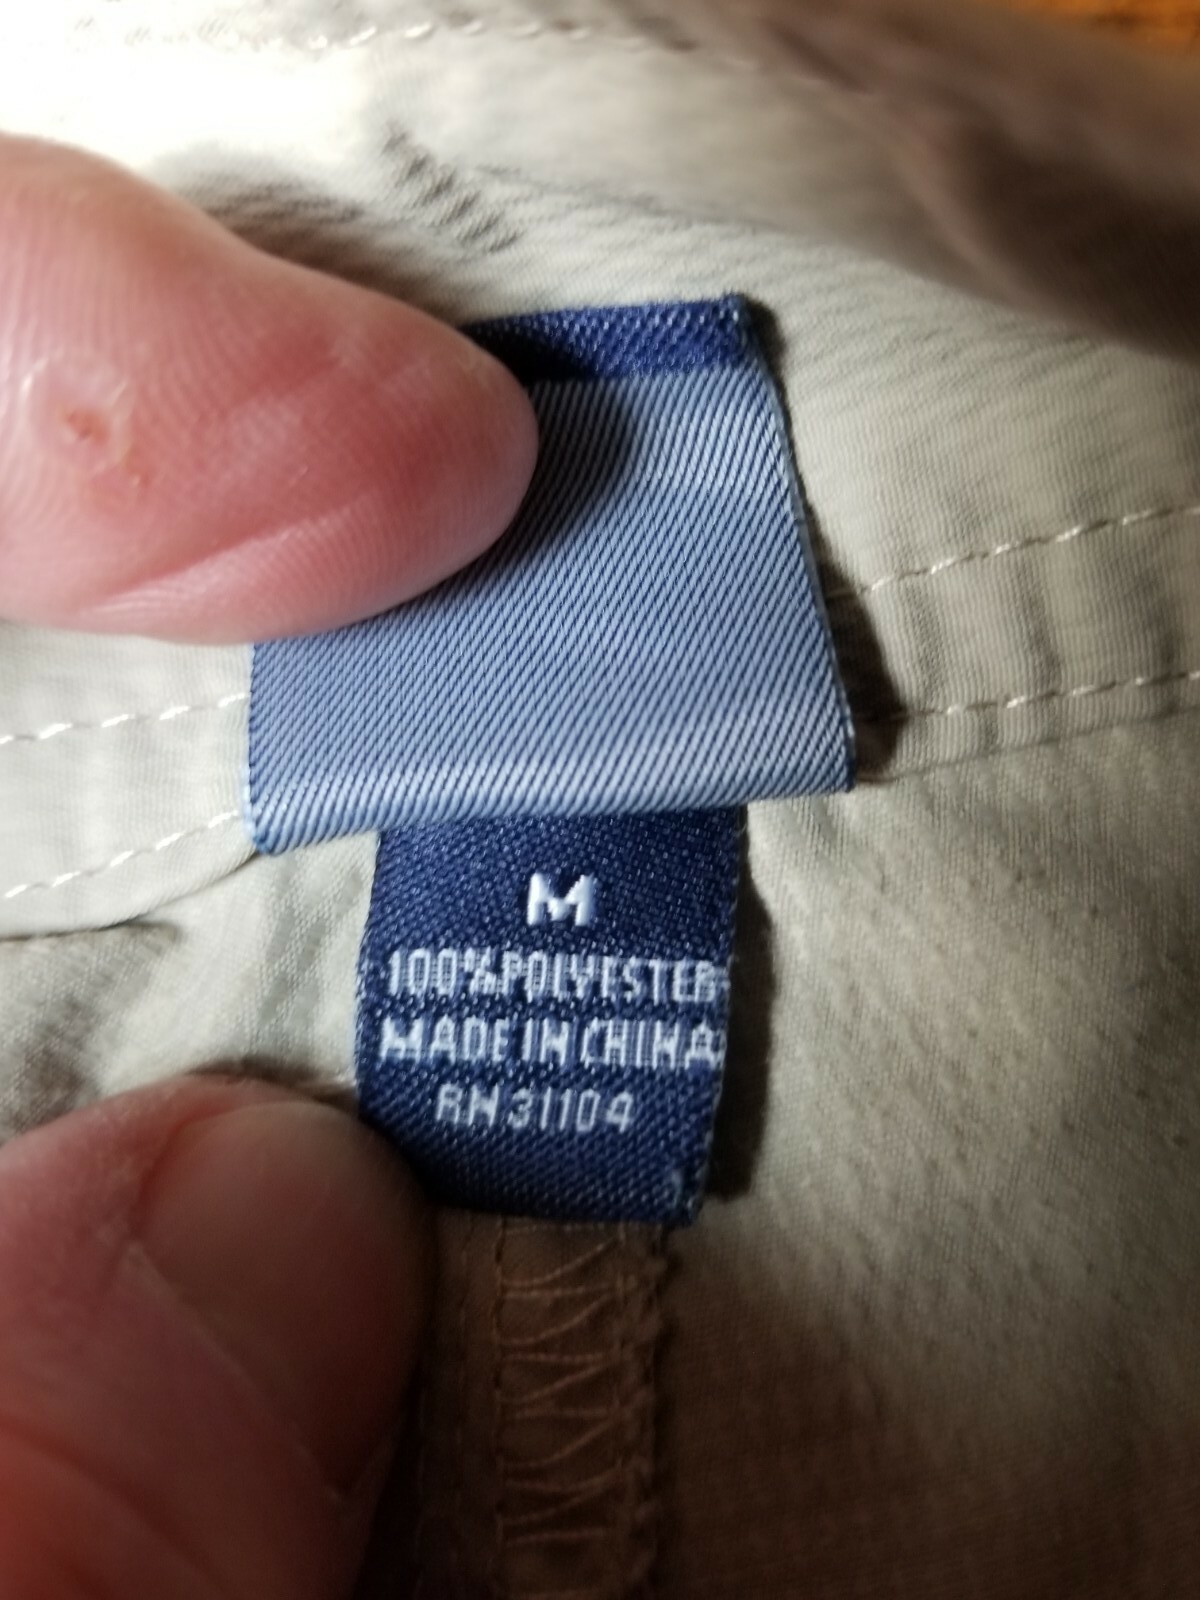 M
100%POLYESTER
MADE IN CHINA
RN 31104